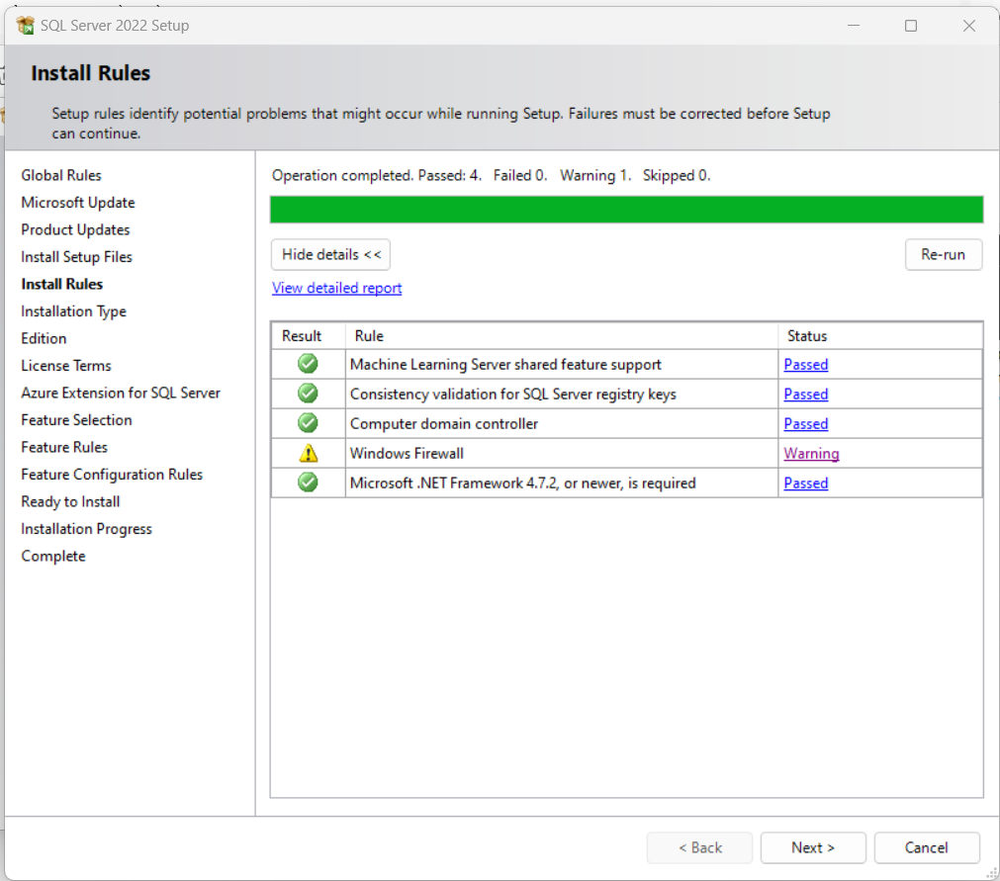 SQL Server 2022 Setup
Install Rules
Setup rules identify potential problems that might occur while running Setup. Failures must be corrected before Setup
can continue.
Global Rules
Microsoft Update
Product Updates
Install Setup Files
Install Rules
Installation Type
Edition
License Terms
Azure Extension for SQL Server
Feature Selection
Feature Rules
Feature Configuration Rules
Ready to Install
Installation Progress
Complete
Operation completed. Passed: 4.   Failed 0.   Warning 1.   Skipped 0.
Hide details <<
Re-run
View detailed report
Result Rule Status
Machine Learning Server shared feature support Passed
Consistency validation for SQL Server registry keys Passed
Computer domain controller Passed
Windows Firewall Warning
Microsoft .NET Framework 4.7.2, or newer, is required Passed
< Back Next > Cancel